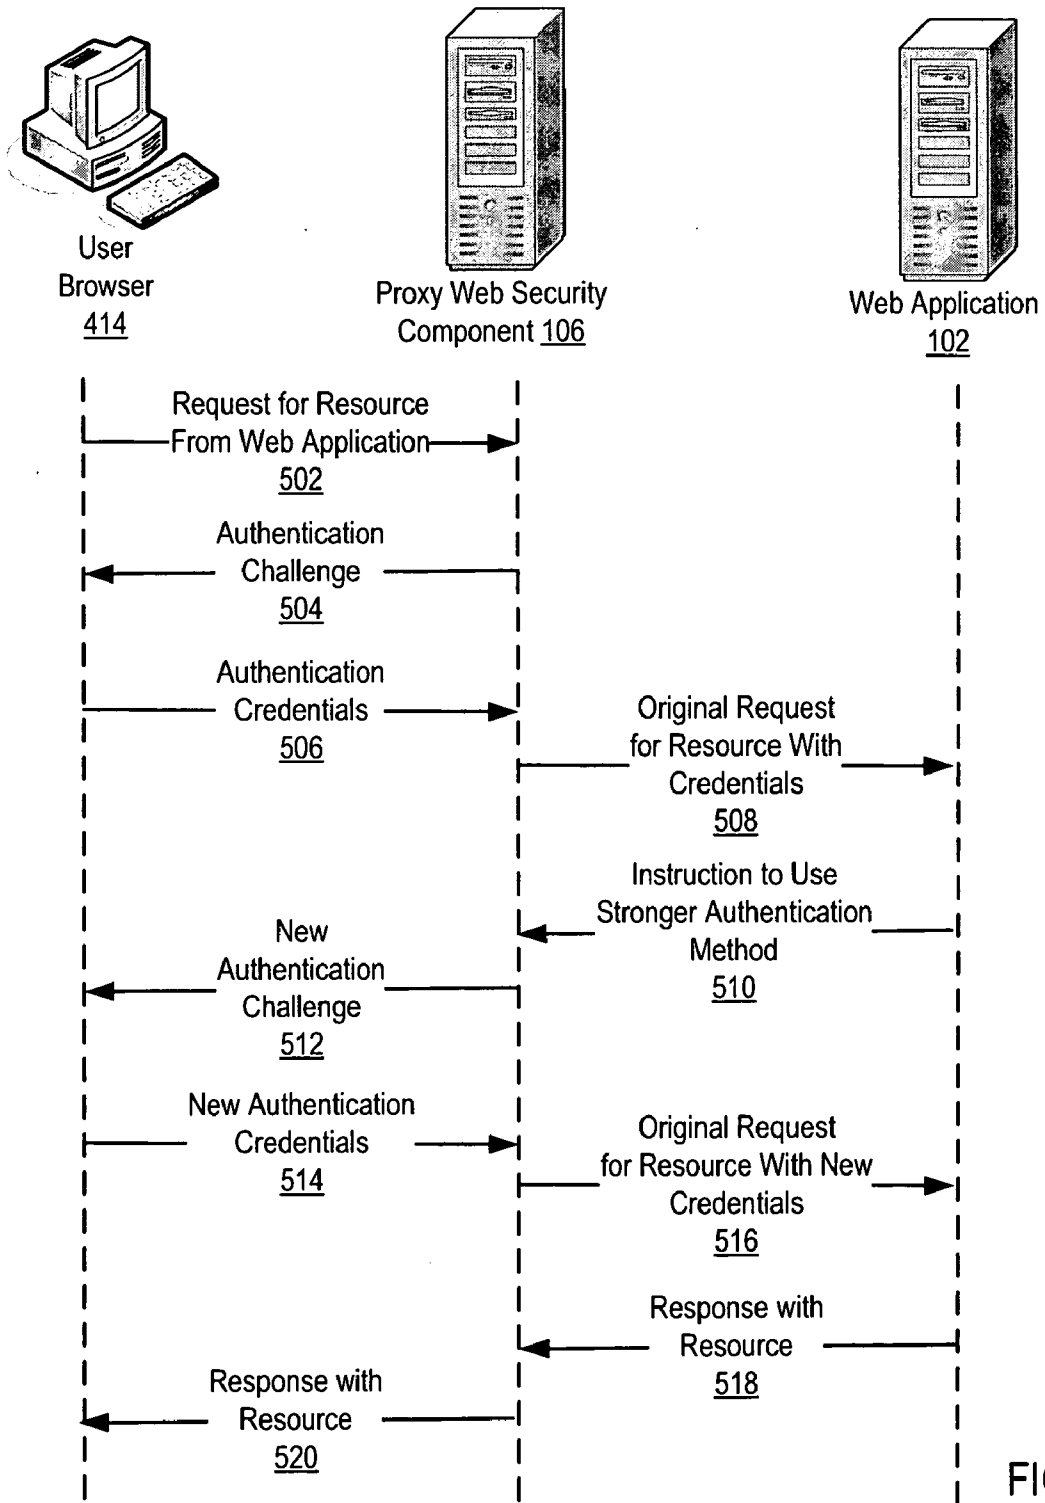 User
Browser
414
Proxy Web Security
Component 106
Web Application
102
Request for Resource
From Web Application
502
Authentication
Challenge
504
Authentication
Credentials
506
Original Request
for Resource With
Credentials
508
Instruction to Use
Stronger Authentication
Method
510
New
Authentication
Challenge
512
New Authentication
Credentials
514
Original Request
for Resource With New
Credentials
516
Response with
Resource
518
Response with
Resource
520